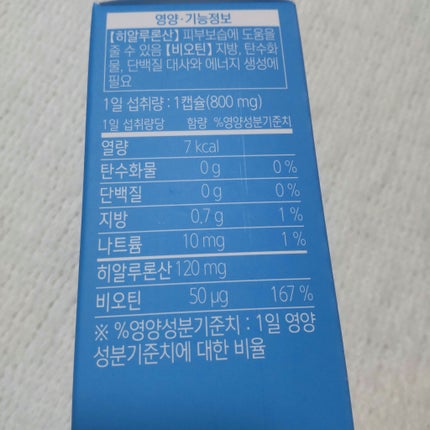 영양·기능정보
【히알루론산】 피부보습에 도움을
줄 수 있음 【비오틴】 지방, 탄수화
물, 단백질 대사와 에너지 생성에
필요
1일 섭취량 : 1캡슐(800 mg)
1일 섭취량당 함량 %영양성분기준치
열량 7 kcal
탄수화물 0 g 0 %
단백질 0 g 0 %
지방 0.7 g 1 %
나트륨 10 mg 1 %
히알루론산 120 mg
비오틴 50 µg 167 %
※ %영양성분기준치 : 1일 영양
성분기준치에 대한 비율